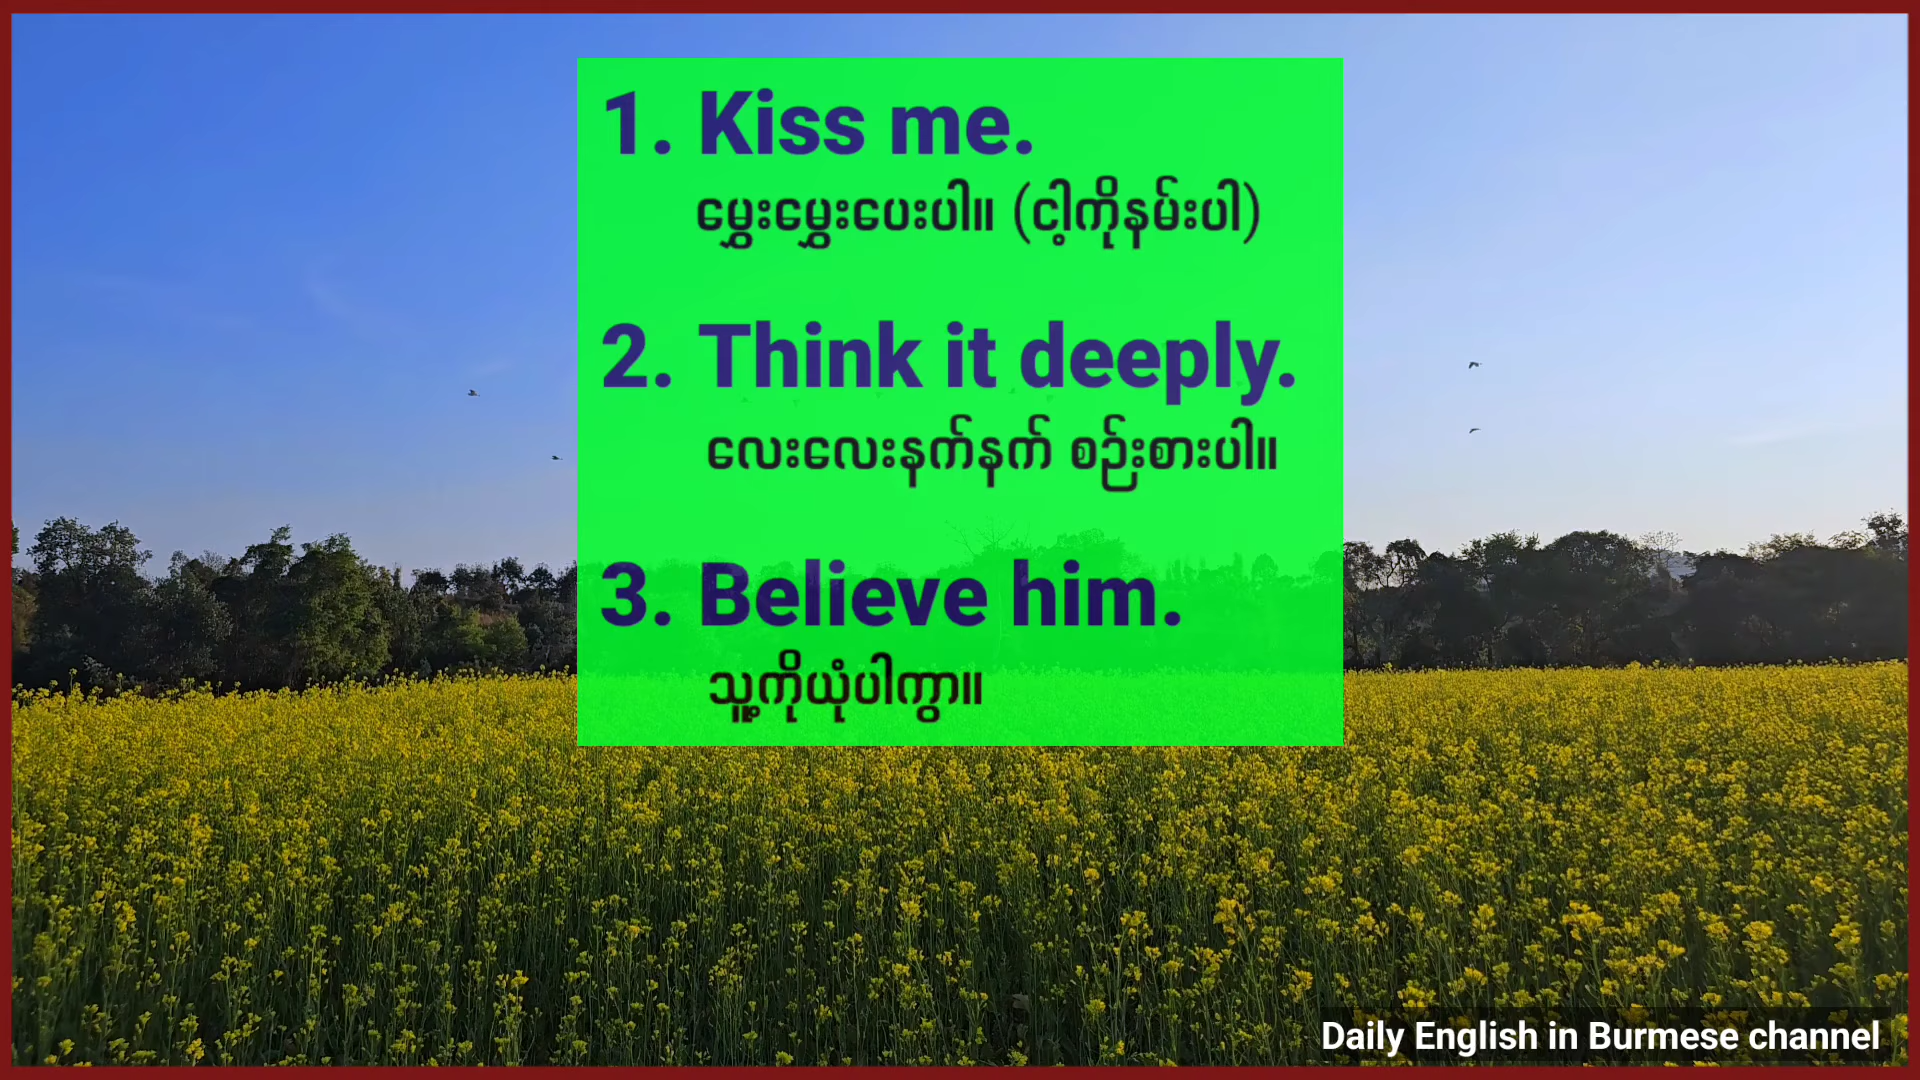 1. Kiss me.
မွှေးမွှေးပေးပါ။ (ငါ့ကိုနမ်းပါ)
2. Think it deeply.
လေးလေးနက်နက် စဉ်းစားပါ။
3. Believe him.
သူ့ကိုယုံပါကွာ။
Daily English in Burmese channel